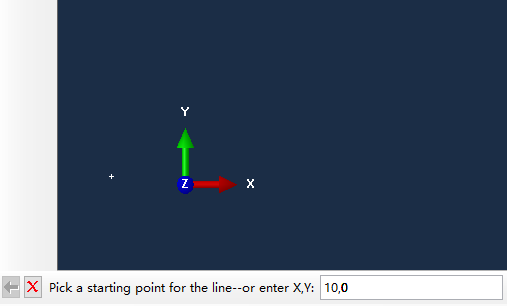 Y
Z X
Pick a starting point for the line--or enter X,Y: 10,0